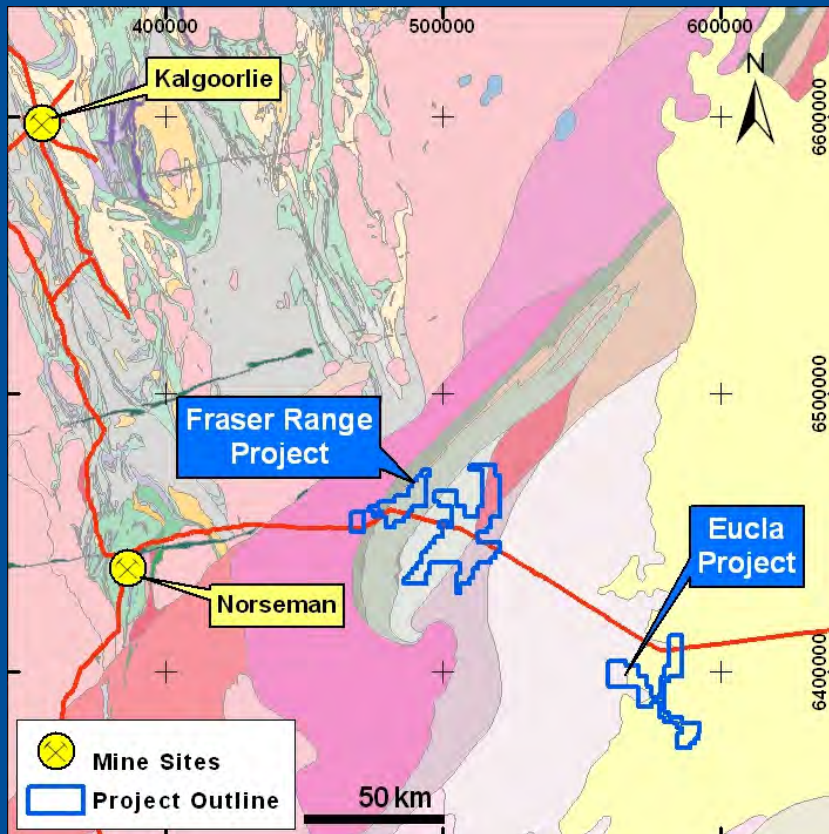 400000
500000
600000
N
Kalgoorlie
6600000
6500000
Fraser Range
Project
Eucla
Project
Norseman
6400000
Mine Sites
Project Outline
50 km